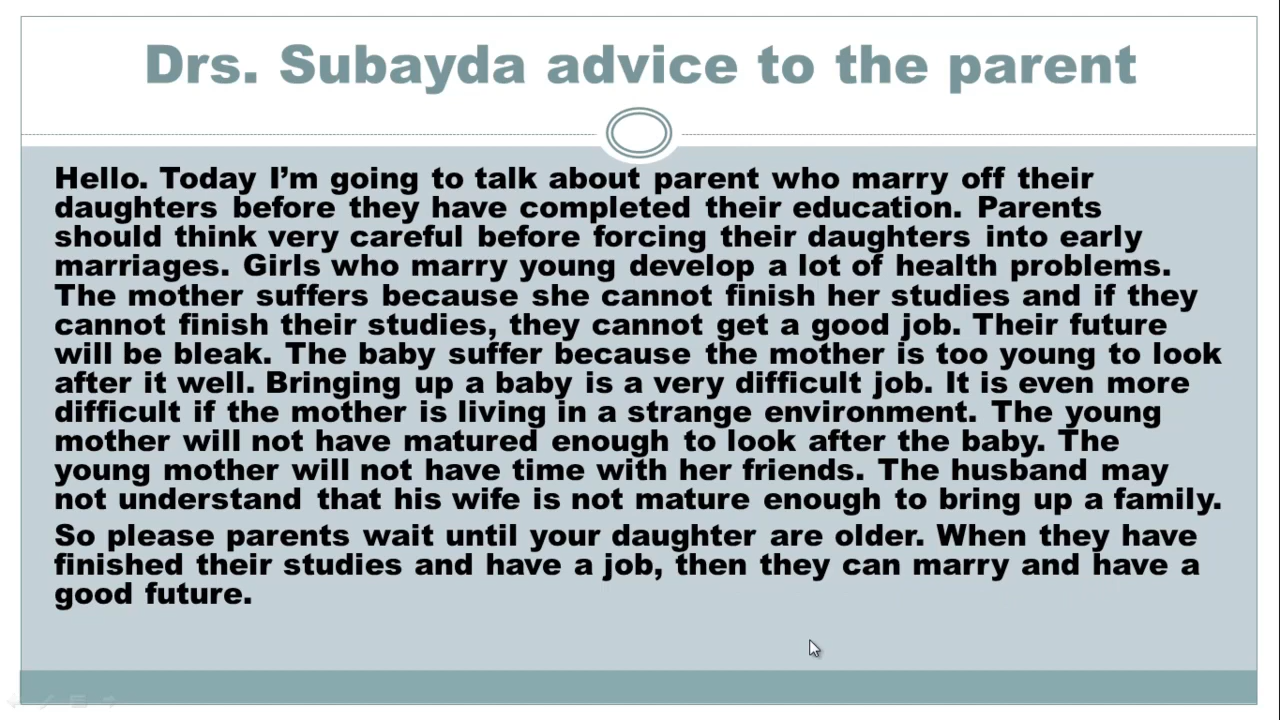 Drs. Subayda advice to the parent
Hello. Today I’m going to talk about parent who marry off their
daughters before they have completed their education. Parents
should think very careful before forcing their daughters into early
marriages. Girls who marry young develop a lot of health problems.
The mother suffers because she cannot finish her studies and if they
cannot finish their studies, they cannot get a good job. Their future
will be bleak. The baby suffer because the mother is too young to look
after it well. Bringing up a baby is a very difficult job. It is even more
difficult if the mother is living in a strange environment. The young
mother will not have matured enough to look after the baby. The
young mother will not have time with her friends. The husband may
not understand that his wife is not mature enough to bring up a family.
So please parents wait until your daughter are older. When they have
finished their studies and have a job, then they can marry and have a
good future.